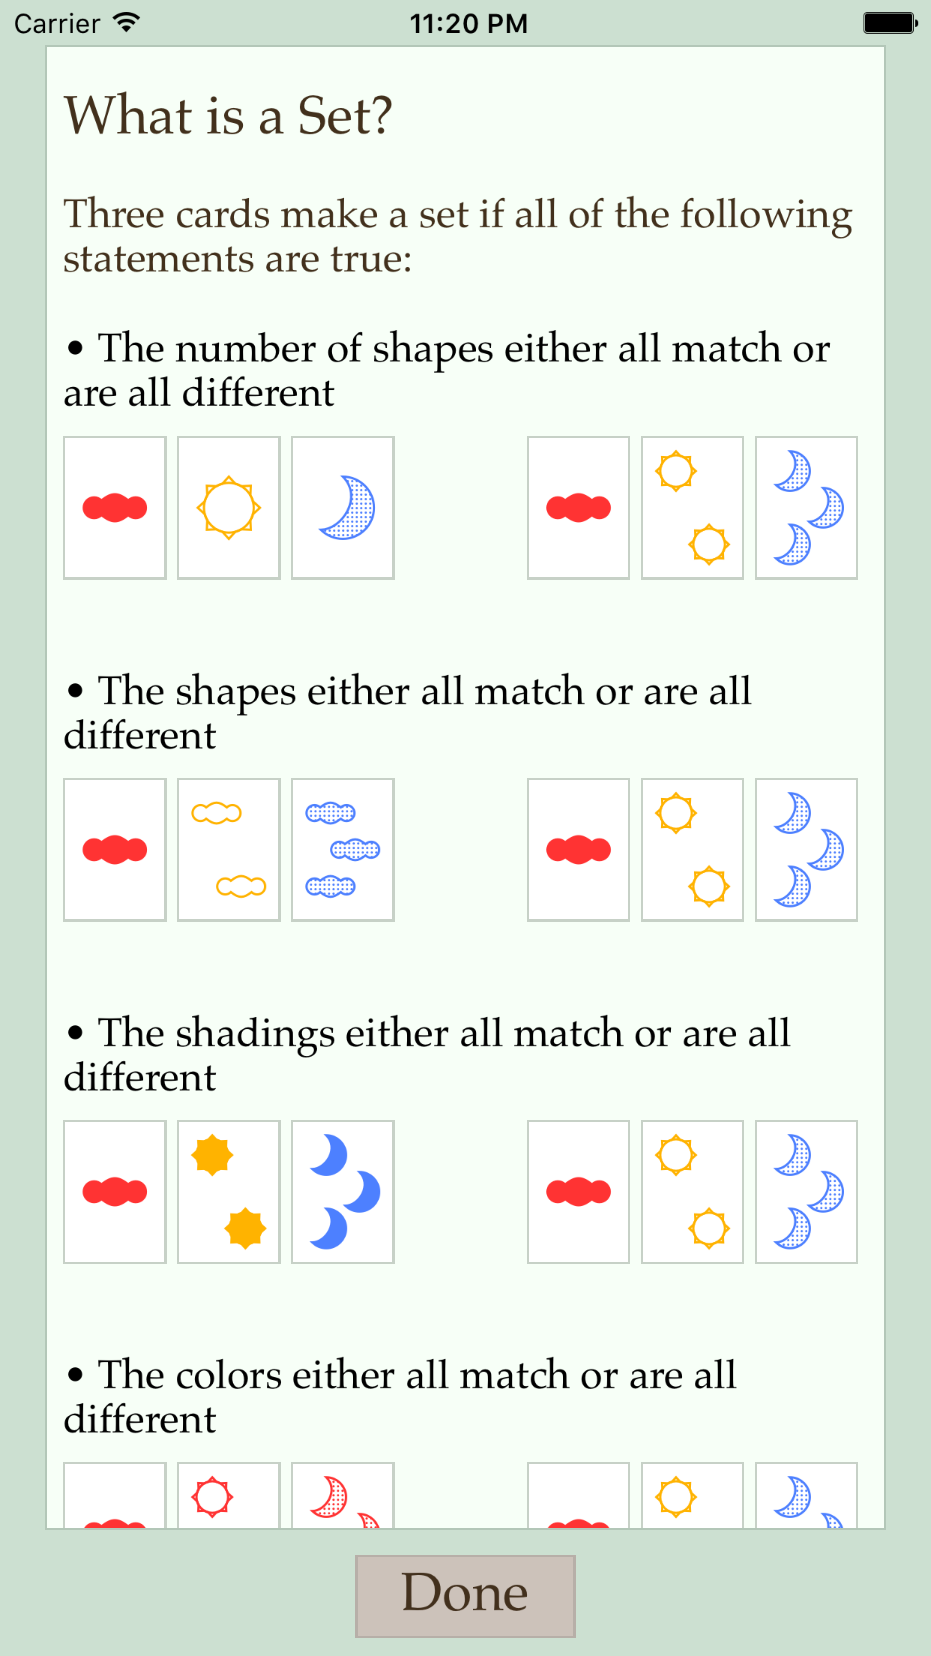 Carrier 11:20 PM
What is a Set?
Three cards make a set if all of the following
statements are true:
• The number of shapes either all match or
are all different
• The shapes either all match or are all
different
• The shadings either all match or are all
different
• The colors either all match or are all
different
Done